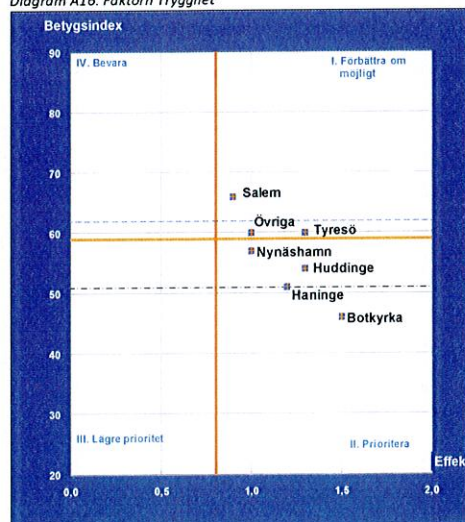 Diagram A16. Faktorn Trygghet
Betygsindex
90
IV. Bevara
I. Förbättra om
möjligt
80
70
Salem
Övriga
Tyresö
60
Nynäshamn
Huddinge
50
Haninge
Botkyrka
40
30
III. Lägre prioritet
II. Prioritera
Effek
20
0,0
0,5
1,0
1,5
2,0